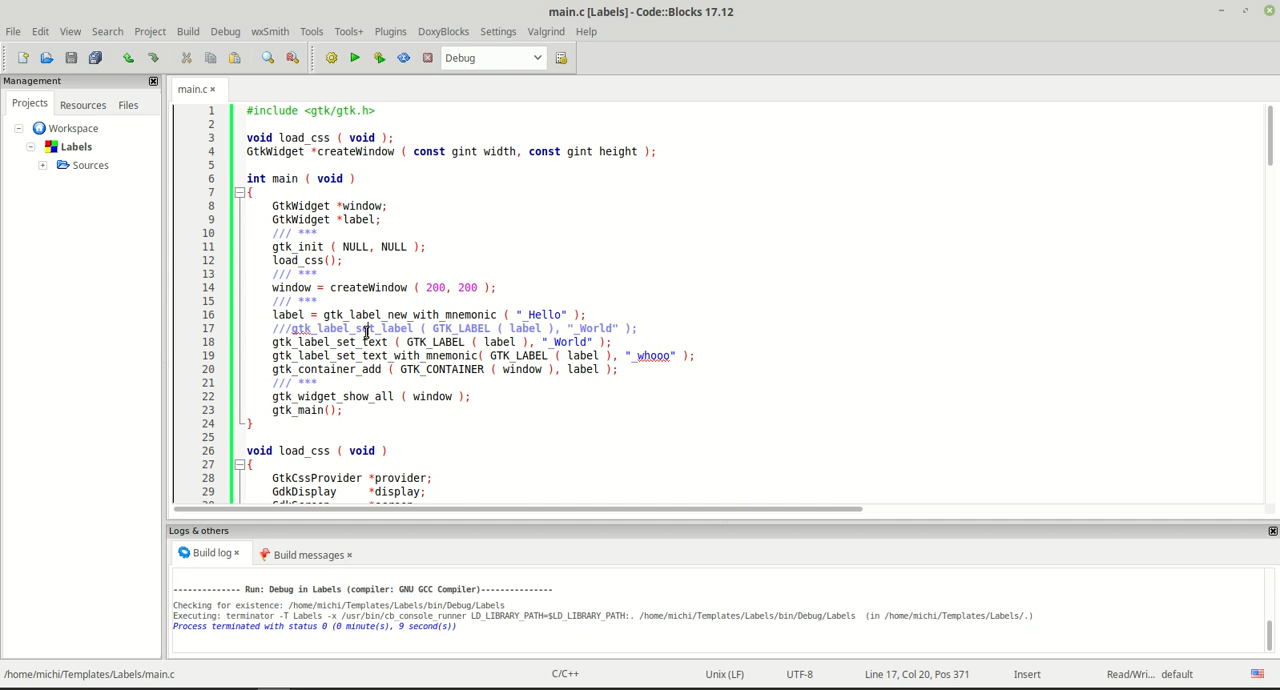 main.c [Labels] - Code::Blocks 17.12
File Edit View Search Project Build Debug wxSmith Tools Tools+ Plugins DoxyBlocks Settings Valgrind Help
Debug
Management
Projects Resources Files
Workspace
Labels
Sources
main.c
1 #include <gtk/gtk.h>
2
3 void load_css ( void );
4 GtkWidget *createWindow ( const gint width, const gint height );
5
6 int main ( void )
7 {
8 GtkWidget *window;
9 GtkWidget *label;
10 /// ***
11 gtk_init ( NULL, NULL );
12 load_css();
13 /// ***
14 window = createWindow ( 200, 200 );
15 /// ***
16 label = gtk_label_new_with_mnemonic ( "_Hello" );
17 ///gtk_label_set_label ( GTK_LABEL ( label ), "_World" );
18 gtk_label_set_text ( GTK_LABEL ( label ), "_World" );
19 gtk_label_set_text_with_mnemonic( GTK_LABEL ( label ), "_whooo" );
20 gtk_container_add ( GTK_CONTAINER ( window ), label );
21 /// ***
22 gtk_widget_show_all ( window );
23 gtk_main();
24 }
25
26 void load_css ( void )
27 {
28 GtkCssProvider *provider;
29 GdkDisplay *display;
Logs & others
Build log Build messages
-------------- Run: Debug in Labels (compiler: GNU GCC Compiler)---------------
Checking for existence: /home/michi/Templates/Labels/bin/Debug/Labels
Executing: terminator -T Labels -x /usr/bin/cb_console_runner LD_LIBRARY_PATH=$LD_LIBRARY_PATH:. /home/michi/Templates/Labels/bin/Debug/Labels (in /home/michi/Templates/Labels/.)
Process terminated with status 0 (0 minute(s), 9 second(s))
/home/michi/Templates/Labels/main.c C/C++ Unix (LF) UTF-8 Line 17, Col 20, Pos 371 Insert Read/Wri... default